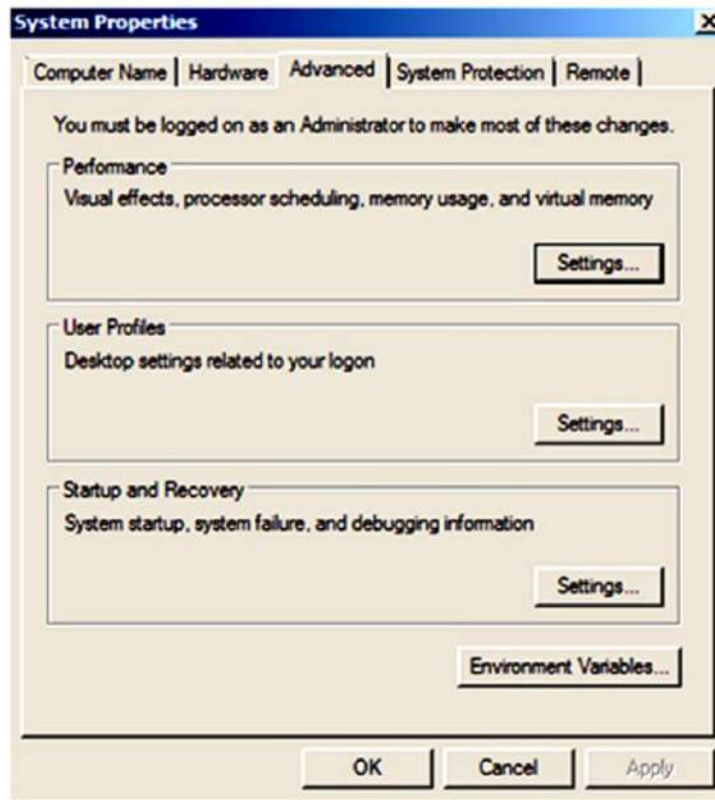 System Properties
Computer Name
Hardware
Advanced
System Protection
Remote
You must be logged on as an Administrator to make most of these changes.
Performance
Visual effects, processor scheduling, memory usage, and virtual memory
Settings...
User Profiles
Desktop settings related to your logon
Settings...
Startup and Recovery
System startup, system failure, and debugging information
Settings...
Environment Variables...
OK
Cancel
Apply